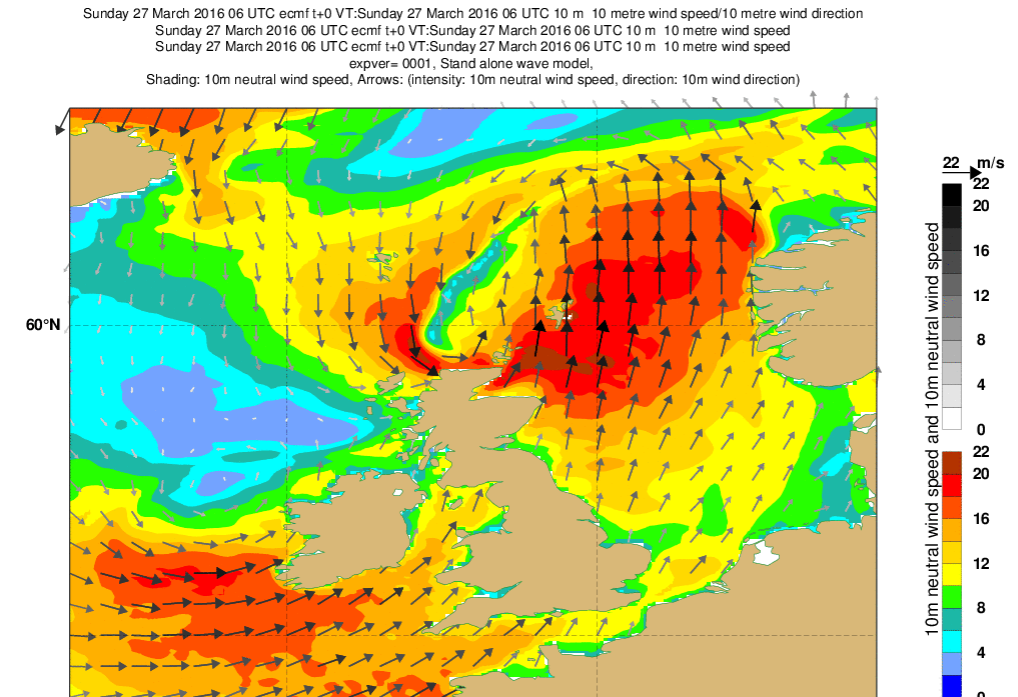 Sunday 27 March 2016 06 UTC ecmf t+0 VT:Sunday 27 March 2016 06 UTC 10 m  10 metre wind speed/10 metre wind direction
Sunday 27 March 2016 06 UTC ecmf t+0 VT:Sunday 27 March 2016 06 UTC 10 m  10 metre wind speed
Sunday 27 March 2016 06 UTC ecmf t+0 VT:Sunday 27 March 2016 06 UTC 10 m  10 metre wind speed
expver= 0001, Stand alone wave model,
Shading: 10m neutral wind speed, Arrows: (intensity: 10m neutral wind speed, direction: 10m wind direction)
60°N
22 m/s
22
20
16
12
8
4
0
22
20
16
12
8
4
0
10m neutral wind speed and 10m neutral wind speed